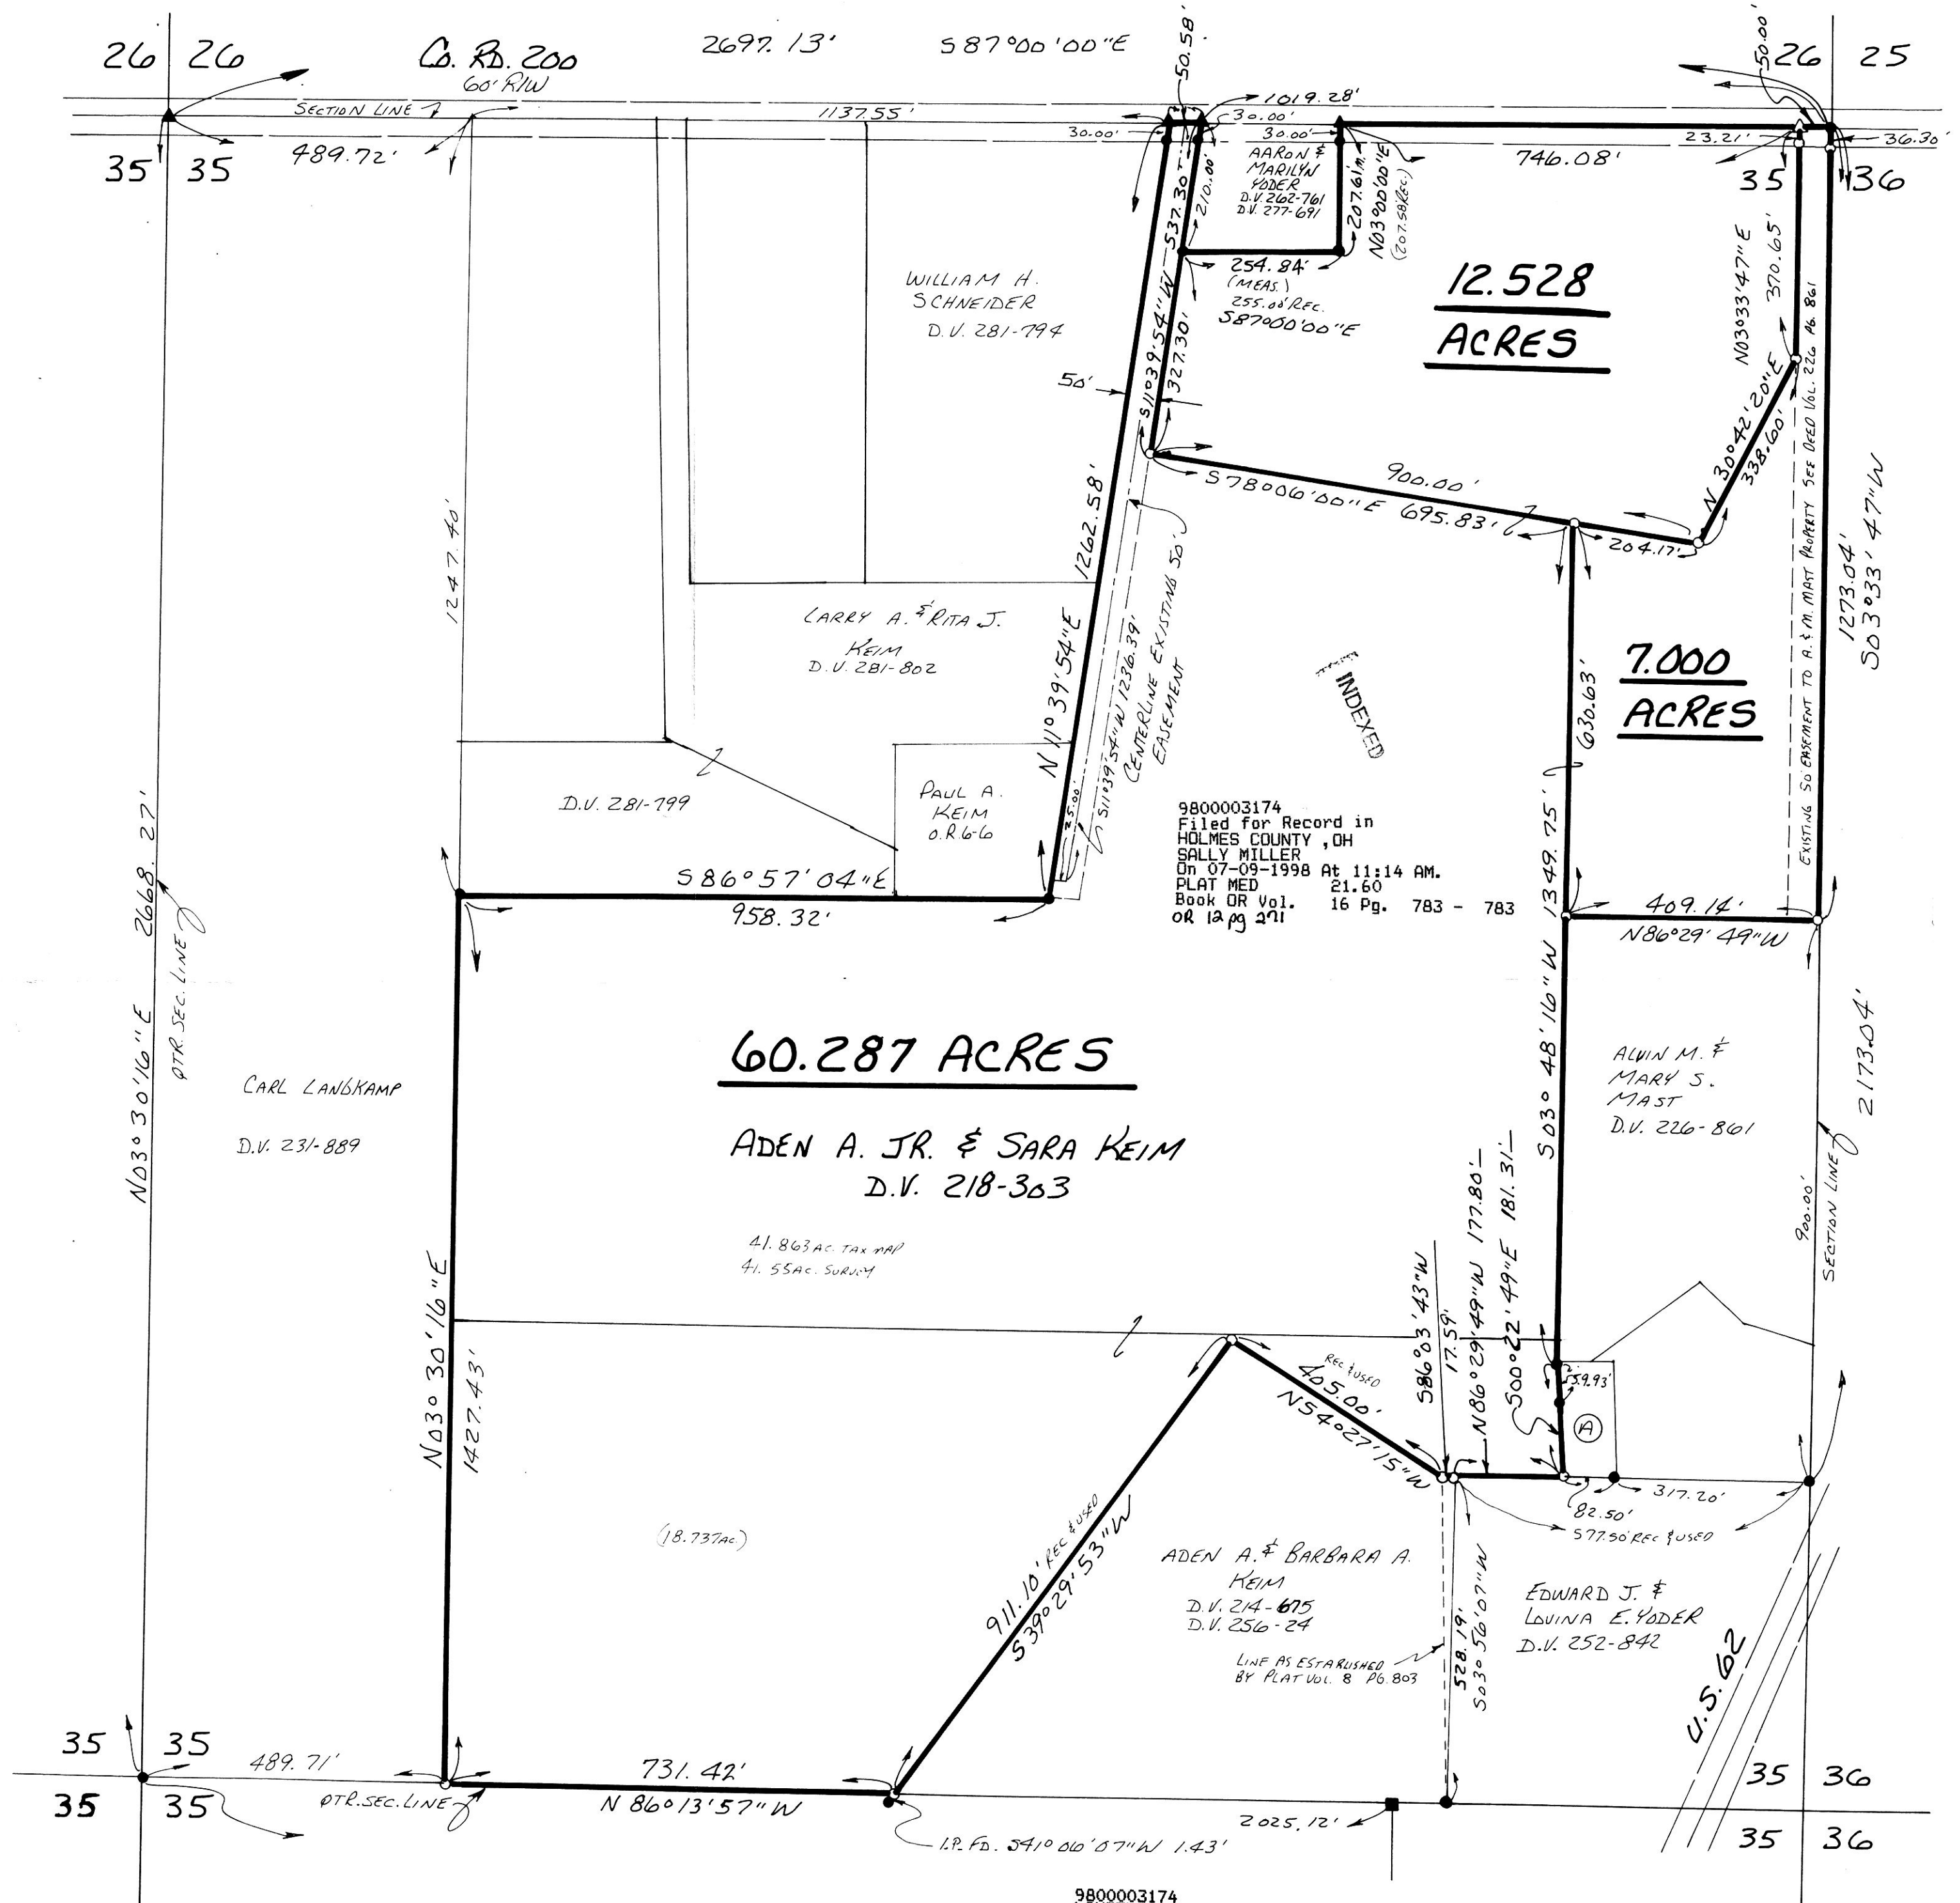 26 26
Co. RD. 200
60' R/W
2697.13'
S87°00'00"E
50.58'
50.00'
26 25
SECTION LINE
1137.55'
1019.28'
30.00'
30.00'
30.00'
23.21'
36.30'
35 35
489.72'
746.08'
35 36
AARON &
MARILYN
YODER
D.V. 262-761
D.V. 277-691
207.61'm.
N03°00'00"E
(207.58 REC.)
537.30'
210.00'
S11°39'54"W
327.30'
254.84'
(MEAS.)
255.00' REC.
S87°00'00"E
12.528
ACRES
N03°33'47"E
370.65'
WILLIAM H.
SCHNEIDER
D.V. 281-794
50'
N 30°42'20"E
338.60'
EXISTING 50' EASEMENT TO A. & M. MAST PROPERTY SEE DEED VOL. 226 PG. 861
900.00'
S78°06'00"E 695.83'
204.17'
1273.04'
S03°33'47"W
1247.40'
1262.58'
N 11°39'54"E
LARRY A. & RITA J.
KEIM
D.V. 281-802
S11°39'54"W 1236.39'
CENTERLINE EXISTING 50'
EASEMENT
25.00'
INDEXED
630.63'
7.000
ACRES
D.V. 281-799
PAUL A.
KEIM
O.R. 6-6
9800003174
Filed for Record in
HOLMES COUNTY ,OH
SALLY MILLER
On 07-09-1998 At 11:14 AM.
PLAT MED 21.60
Book OR Vol. 16 Pg. 783 - 783
OR 12 pg 271
S86°57'04"E
958.32'
409.14'
N86°29'49"W
N03°30'16"E 2668.27'
QTR. SEC. LINE
S03°48'16"W 1349.75'
60.287 ACRES
ADEN A. JR. & SARA KEIM
D.V. 218-303
41.863 AC. TAX MAP
41.55 AC. SURVEY
CARL LANGKAMP
D.V. 231-889
ALVIN M. &
MARY S.
MAST
D.V. 226-861
2173.04'
900.00'
SECTION LINE
N03°30'16"E
1427.43'
S86°03'43"W
17.59'
N86°29'49"W 177.80'
S00°22'49"E 181.31'
REC & USED
405.00'
N54°27'15"W
59.93'
A
82.50'
317.20'
577.50' REC & USED
(18.737AC.)
911.10' REC & USED
S39°29'53"W
ADEN A. & BARBARA A.
KEIM
D.V. 214-675
D.V. 256-24
LINE AS ESTABLISHED
BY PLAT VOL. 8 PG. 803
528.19'
S03°56'07"W
EDWARD J. &
LOVINA E. YODER
D.V. 252-842
U.S. 62
35 35
489.71'
731.42'
35 36
35 35
QTR. SEC. LINE
N 86°13'57"W
2025.12'
35 36
I.P. FD. S41°06'07"W 1.43'
9800003174